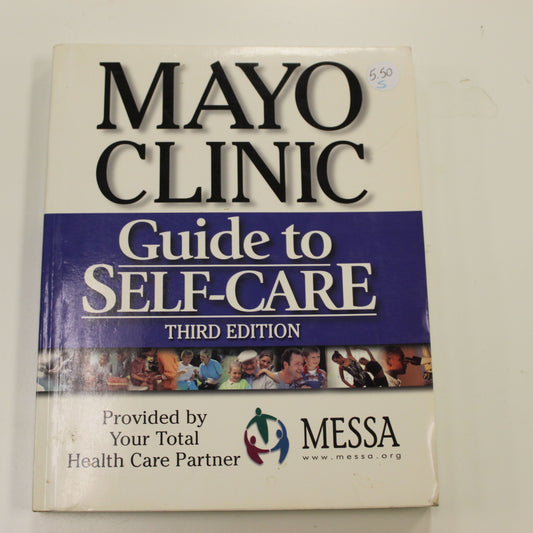 MAYO
CLINIC
5.50
S
Guide to
SELF-CARE
THIRD EDITION
Provided by
Your Total
Health Care Partner
MESSA
www.messa.org